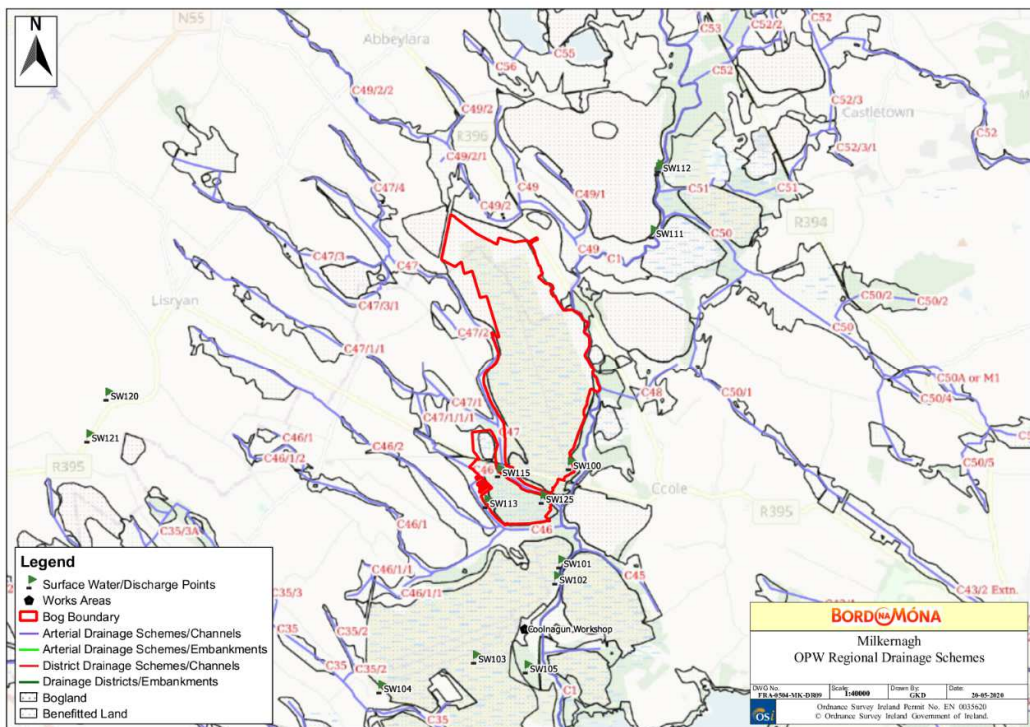 N
N55
Abbeylara
C55
C53
C52/2
C52
C56
C52
C49/2/2
C49/2
C52/3
Castletown
R396
C52
C49/2/1
C52/3/1
SW112
C47/4
C49
C49/1
C51
C51
C49/2
R394
SW111
C50
C49
C1
C47/3
C47
Lisryan
C50/2
C50/2
C47/3/1
C47/2
C50
C47/1/1
C50A or M1
C48
C50/1
C50/4
SW120
C47/1
C47/1/1/1
C47
SW121
C46/1
C46/2
C46/1/2
C50/5
R395
C46
SW115
SW100
Coole
SW113
SW125
R395
C46/1
C46
C35/3A
SW101
C46/1/1
SW102
C45
C46/1/1
C43/2 Extn.
C35/3
C35
C35/2
Coolnagun Workshop
SW103
SW105
C35
C35/2
SW104
C1
C35
Legend
Surface Water/Discharge Points
Works Areas
Bog Boundary
Arterial Drainage Schemes/Channels
Arterial Drainage Schemes/Embankments
District Drainage Schemes/Channels
Drainage Districts/Embankments
Bogland
Benefitted Land
BORD NA MÓNA
Milkernagh
OPW Regional Drainage Schemes
DWG No. FRA-0504-MK-DR09 Scale: 1:40000 Drawn By: GKD Date: 20-05-2020
OSi
Ordnance Survey Ireland Permit No. EN 0035620
© Ordnance Survey Ireland Government of Ireland.